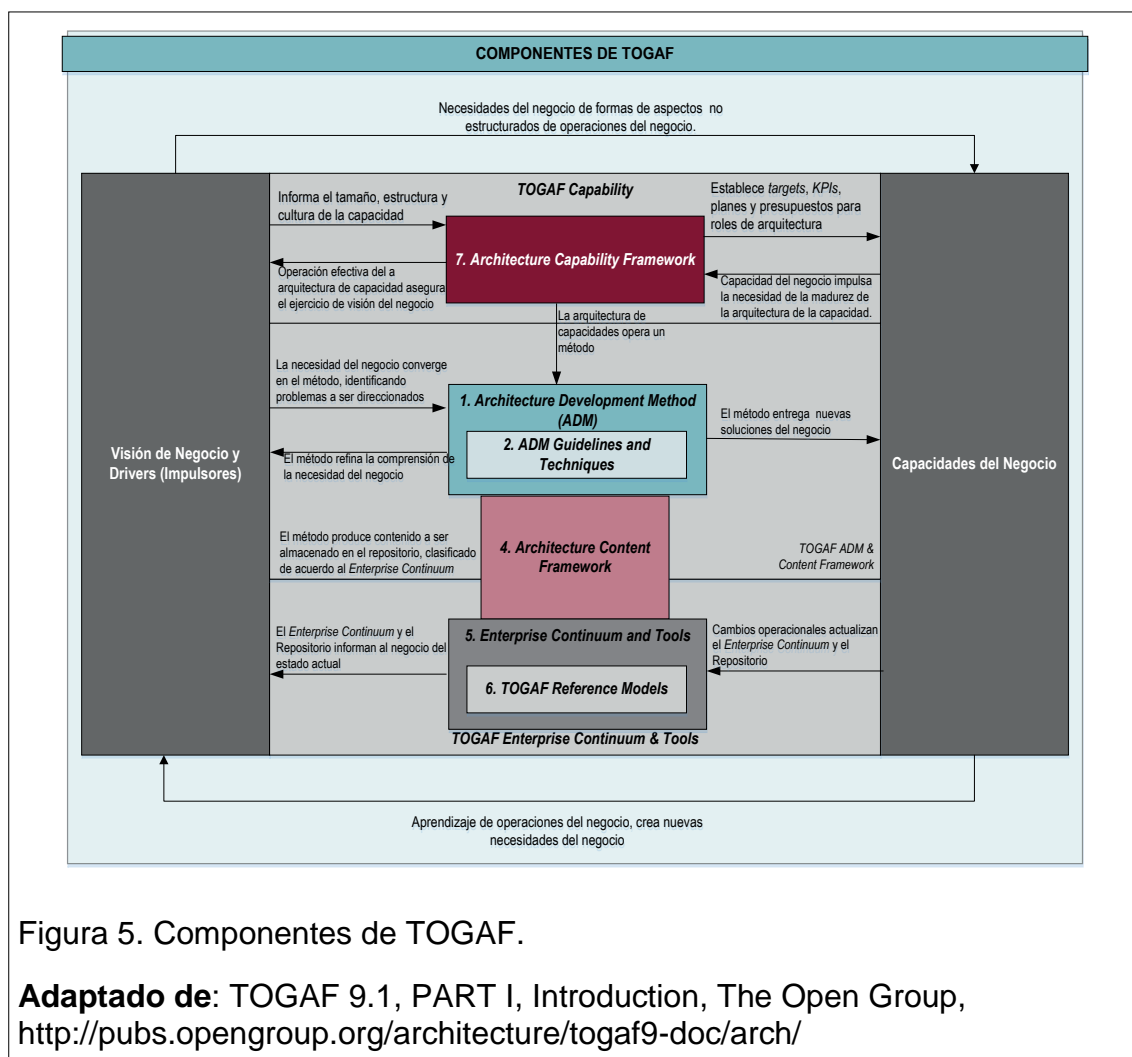 COMPONENTES DE TOGAF
Necesidades del negocio de formas de aspectos no
estructurados de operaciones del negocio.
TOGAF Capability
Informa el tamaño, estructura y
cultura de la capacidad
Establece targets, KPIs,
planes y presupuestos para
roles de arquitectura
7. Architecture Capability Framework
Operación efectiva del a
arquitectura de capacidad asegura
el ejercicio de visión del negocio
Capacidad del negocio impulsa
la necesidad de la madurez de
la arquitectura de la capacidad.
La arquitectura de
capacidades opera un
método
La necesidad del negocio converge
en el método, identificando
problemas a ser direccionados
1. Architecture Development Method
(ADM)
2. ADM Guidelines and
Techniques
El método entrega nuevas
soluciones del negocio
Visión de Negocio y
Drivers (Impulsores)
El método refina la comprensión de
la necesidad del negocio
Capacidades del Negocio
El método produce contenido a ser
almacenado en el repositorio, clasificado
de acuerdo al Enterprise Continuum
4. Architecture Content
Framework
TOGAF ADM &
Content Framework
El Enterprise Continuum y el
Repositorio informan al negocio del
estado actual
5. Enterprise Continuum and Tools
6. TOGAF Reference Models
Cambios operacionales actualizan
el Enterprise Continuum y el
Repositorio
TOGAF Enterprise Continuum & Tools
Aprendizaje de operaciones del negocio, crea nuevas
necesidades del negocio
Figura 5. Componentes de TOGAF.
Adaptado de: TOGAF 9.1, PART I, Introduction, The Open Group,
http://pubs.opengroup.org/architecture/togaf9-doc/arch/